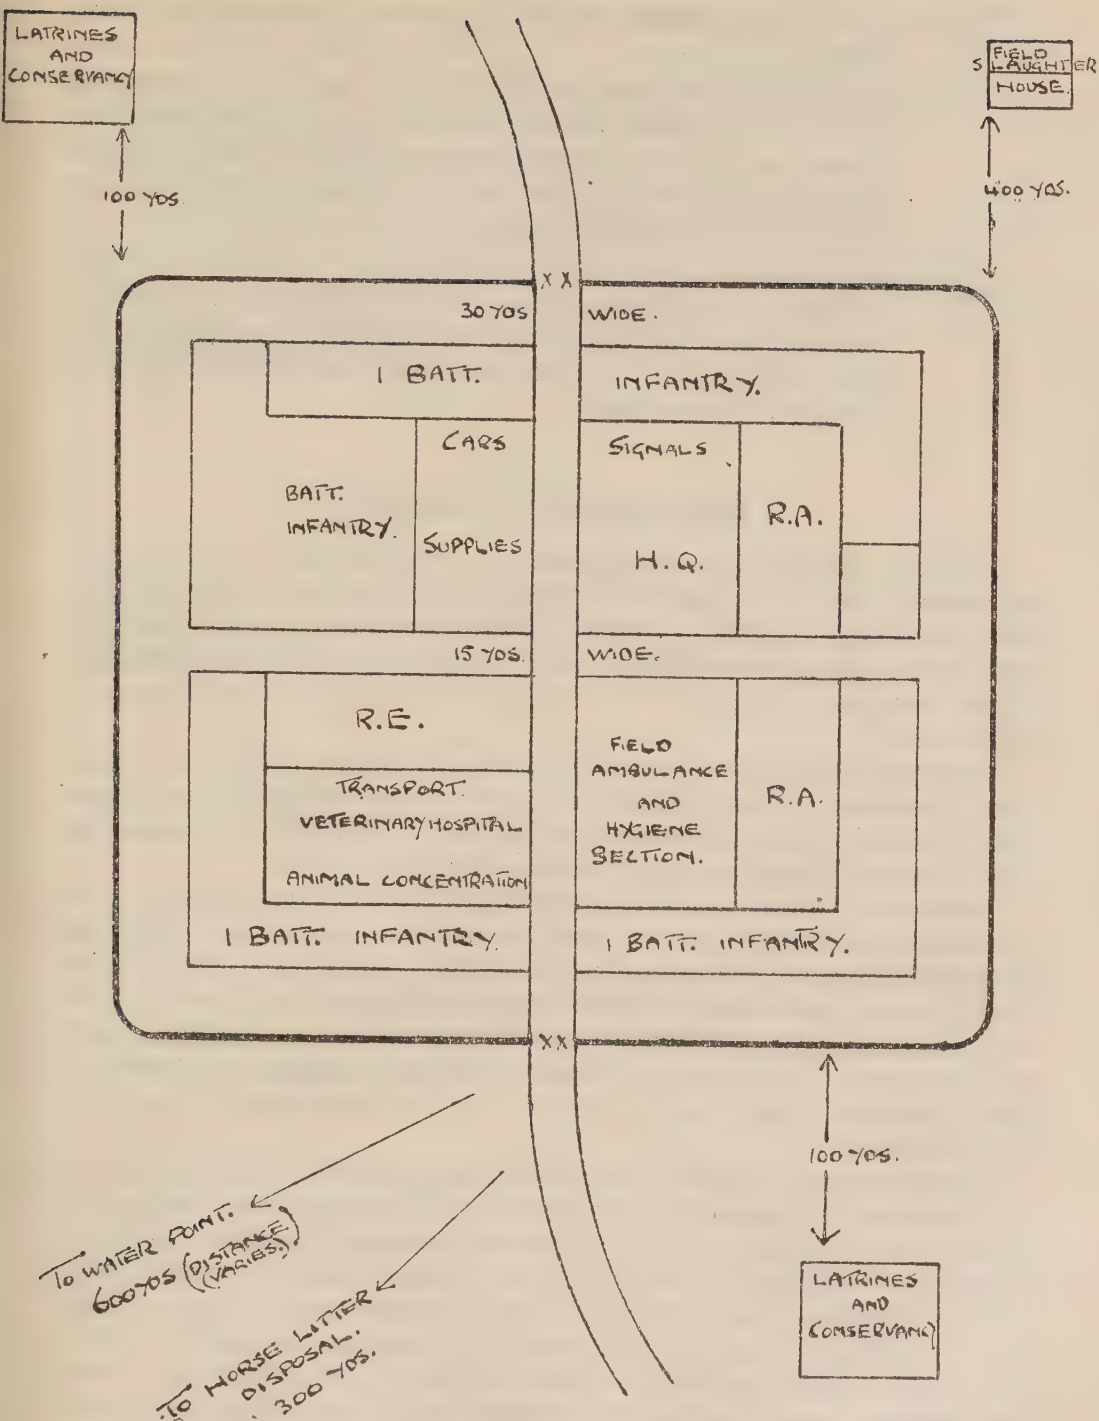 LATRINES
AND
CONSERVANCY
FIELD
SLAUGHTER
HOUSE.
100 YDS
400 YDS.
X X
30 YDS WIDE.
1 BATT. INFANTRY.
CARS
SIGNALS
BATT.
INFANTRY.
R.A.
SUPPLIES
H.Q.
15 YDS. WIDE.
R.E.
FIELD
AMBULANCE
AND
HYGIENE
SECTION.
TRANSPORT.
VETERINARY HOSPITAL
ANIMAL CONCENTRATION
R.A.
1 BATT. INFANTRY.
1 BATT. INFANTRY.
XX
100 YDS.
TO WATER POINT.
600 YDS (DISTANCE
(VARIES.)
TO HORSE LITTER
DISPOSAL.
300 YDS.
LATRINES
AND
CONSERVANCY